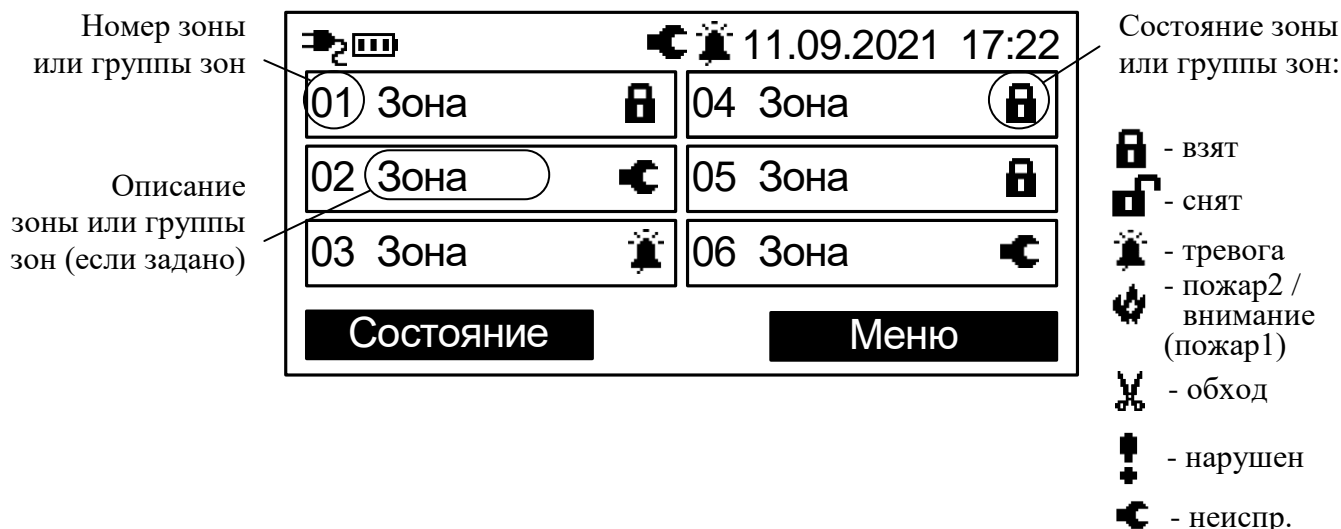 Номер зоны
или группы зон
Описание
зоны или группы
зон (если задано)
2 11.09.2021 17:22
01 Зона
04 Зона
02 Зона
05 Зона
03 Зона
06 Зона
Состояние
Меню
Состояние зоны
или группы зон:
- взят
- снят
- тревога
- пожар2 /
внимание
(пожар1)
- обход
- нарушен
- неиспр.